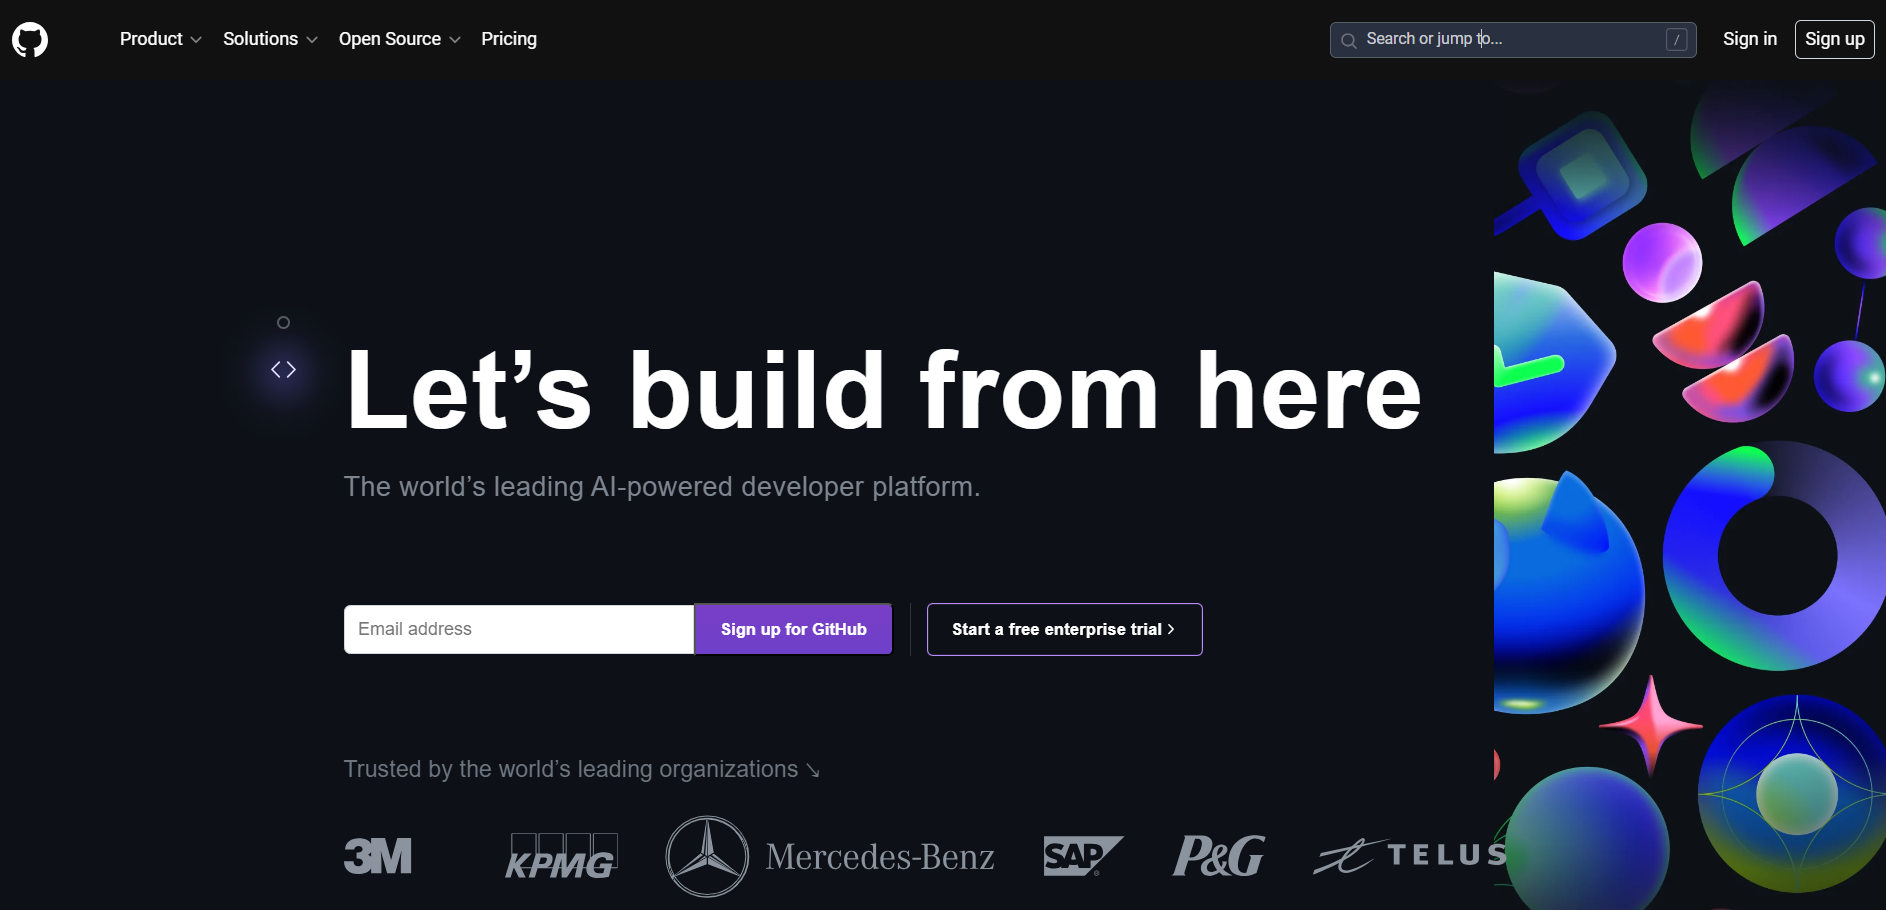 Product Solutions Open Source Pricing Search or jump to... / Sign in Sign up
Let’s build from here
The world’s leading AI-powered developer platform.
Email address Sign up for GitHub Start a free enterprise trial
Trusted by the world’s leading organizations ↘
3M KPMG Mercedes-Benz SAP® P&G TELUS